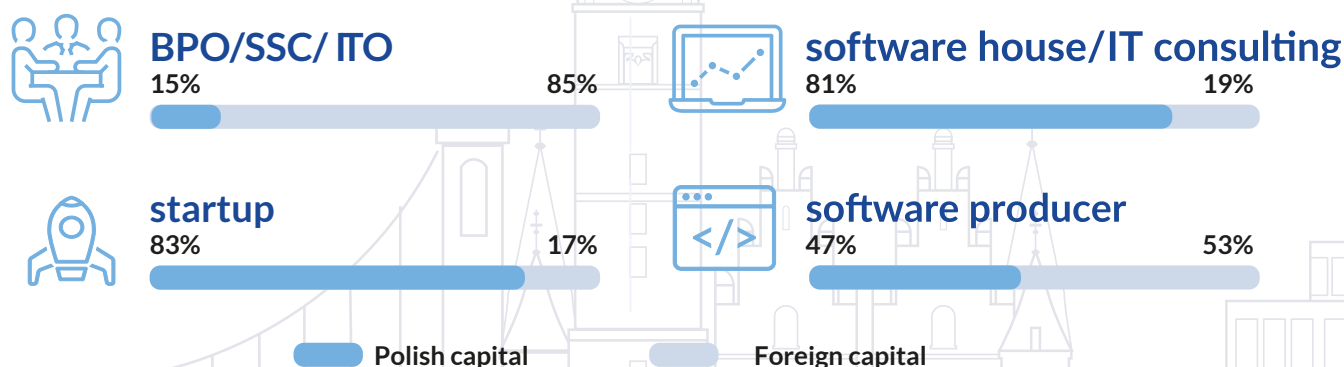 BPO/SSC/ ITO
15% 85%
software house/IT consulting
81% 19%
startup
83% 17%
</>
software producer
47% 53%
Polish capital
Foreign capital